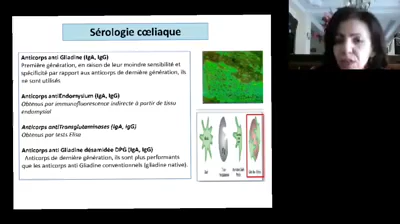 Sérologie cœliaque
Anticorps anti Gliadine (IgA, IgG)
Première génération, en raison de leur moindre sensibilité et
spécificité par rapport aux anticorps de dernière génération, ils
ne sont utilisés
Anticorps antiEndomysium (IgA, IgG)
Obtenus par immunofluorescence indirecte à partir de tissu
endomysial
Anticorps antiTransglutaminases (IgA, IgG)
Obtenus par tests Elisa
Anticorps anti Gliadine désamidée DPG (IgA, IgG)
Anticorps de dernière génération, ils sont plus performants
que les anticorps anti Gliadine conventionnels (gliadine native).